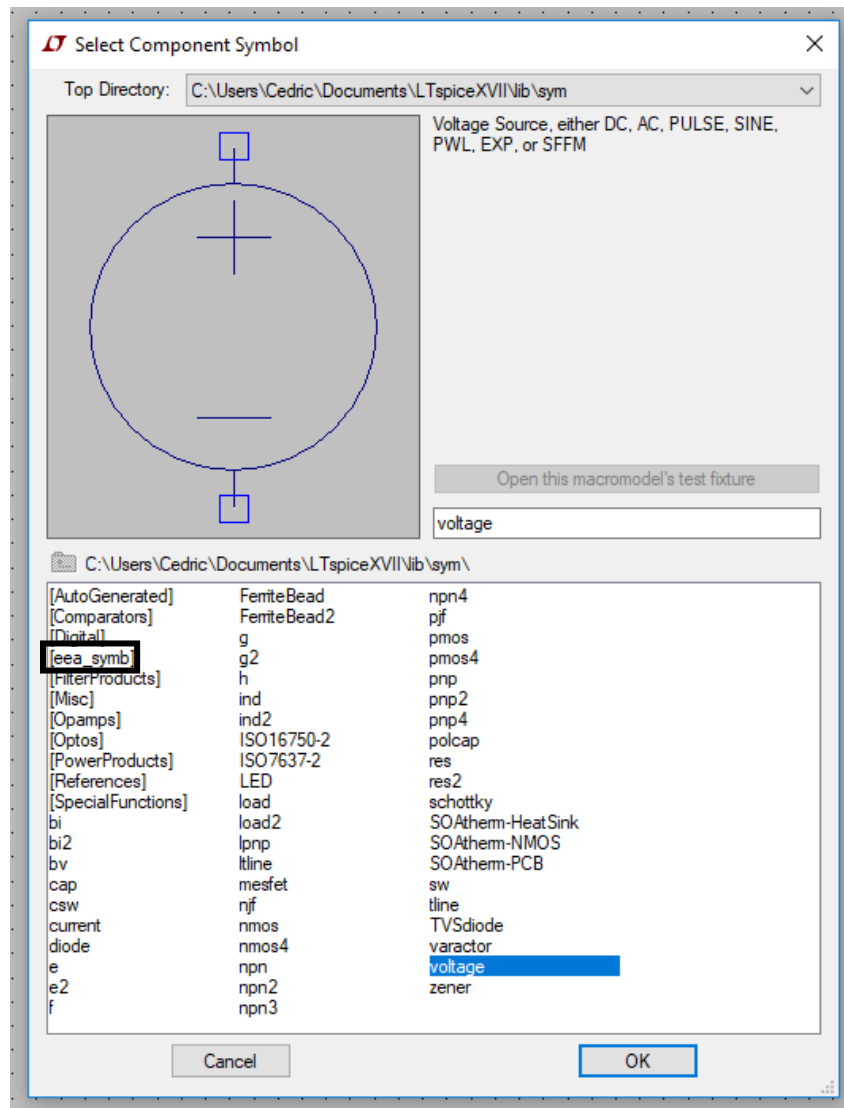 Select Component Symbol
Top Directory: C:\Users\Cedric\Documents\LTspiceXVII\lib\sym
Voltage Source, either DC, AC, PULSE, SINE,
PWL, EXP, or SFFM
Open this macromodel's test fixture
voltage
C:\Users\Cedric\Documents\LTspiceXVII\lib\sym\
[AutoGenerated]
[Comparators]
[Digital]
[eea_symb]
[FilterProducts]
[Misc]
[Opamps]
[Optos]
[PowerProducts]
[References]
[SpecialFunctions]
bi
bi2
bv
cap
csw
current
diode
e
e2
f
FerriteBead
FerriteBead2
g
g2
h
ind
ind2
ISO16750-2
ISO7637-2
LED
load
load2
lpnp
ltline
mesfet
njf
nmos
nmos4
npn
npn2
npn3
npn4
pjf
pmos
pmos4
pnp
pnp2
pnp4
polcap
res
res2
schottky
SOAtherm-HeatSink
SOAtherm-NMOS
SOAtherm-PCB
sw
tline
TVSdiode
varactor
voltage
zener
Cancel
OK